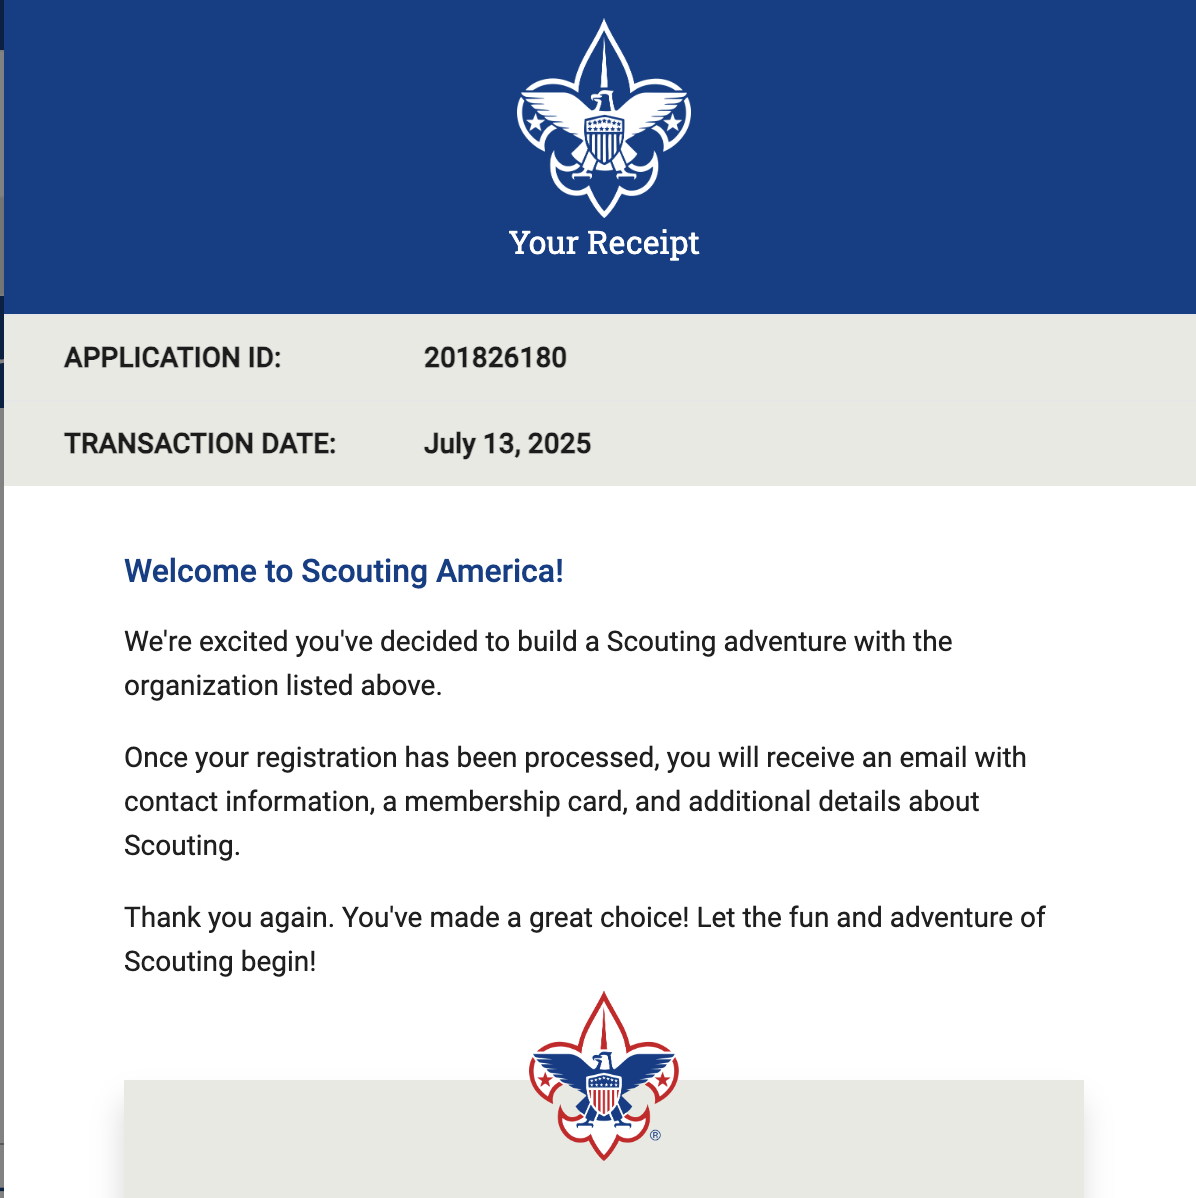 Your Receipt
APPLICATION ID: 201826180
TRANSACTION DATE: July 13, 2025
Welcome to Scouting America!
We're excited you've decided to build a Scouting adventure with the
organization listed above.
Once your registration has been processed, you will receive an email with
contact information, a membership card, and additional details about
Scouting.
Thank you again. You've made a great choice! Let the fun and adventure of
Scouting begin!
®